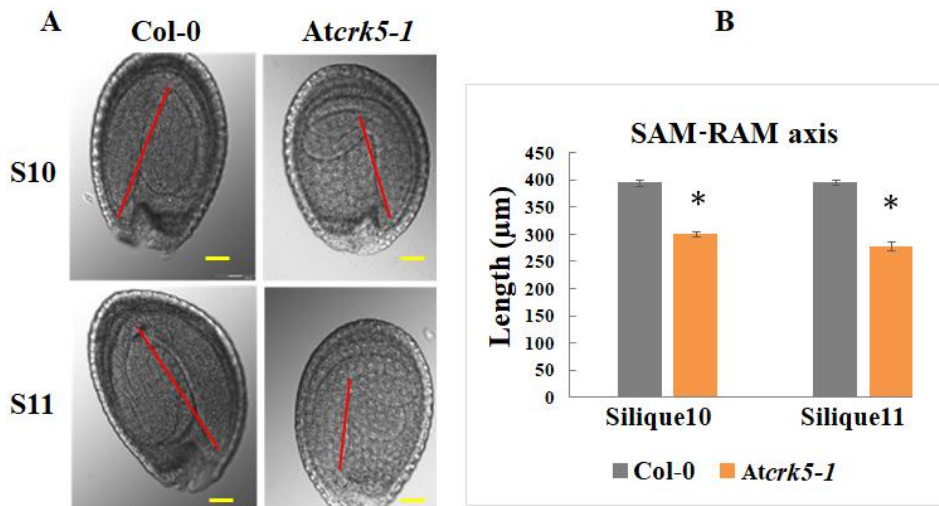 A
B
Col-0
Atcrk5-1
S10
S11
SAM-RAM axis
Length (µm)
450
400
350
300
250
200
150
100
50
0
*
*
Silique10
Silique11
Col-0
Atcrk5-1